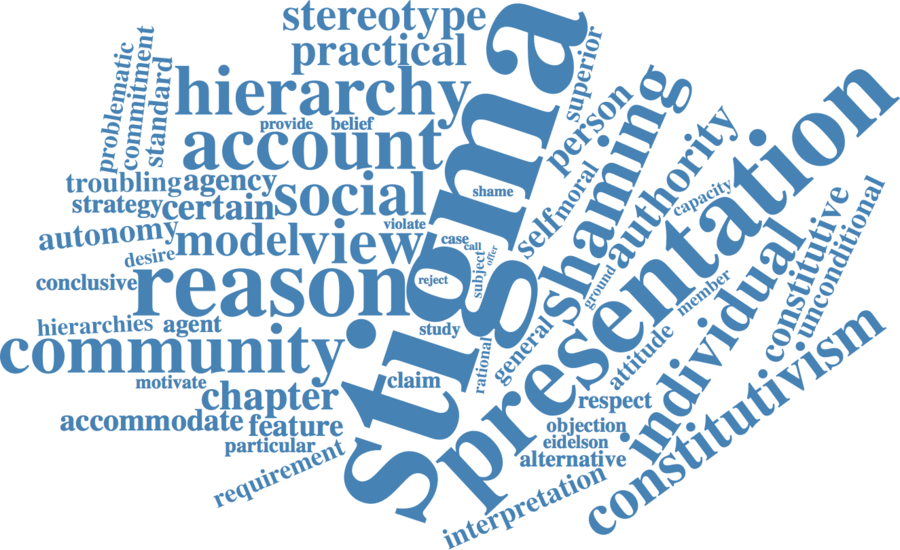 stereotype
practical
hierarchy
provide
belief
account
problematic
commitment
standard
troubling
agency
strategy
certain
social
autonomy
desire
model
view
violate
conclusive
reason
hierarchies
agent
community
motivate
chapter
accommodate
feature
particular
requirement
stigma
shame
case
call
offer
subject
reject
study
claim
rational
general
superior
person
shaming
self
moral
authority
capacity
ground
presentation
member
attitude
respect
individual
constitutive
unconditional
constitutivism
objection
eidelson
alternative
interpretation